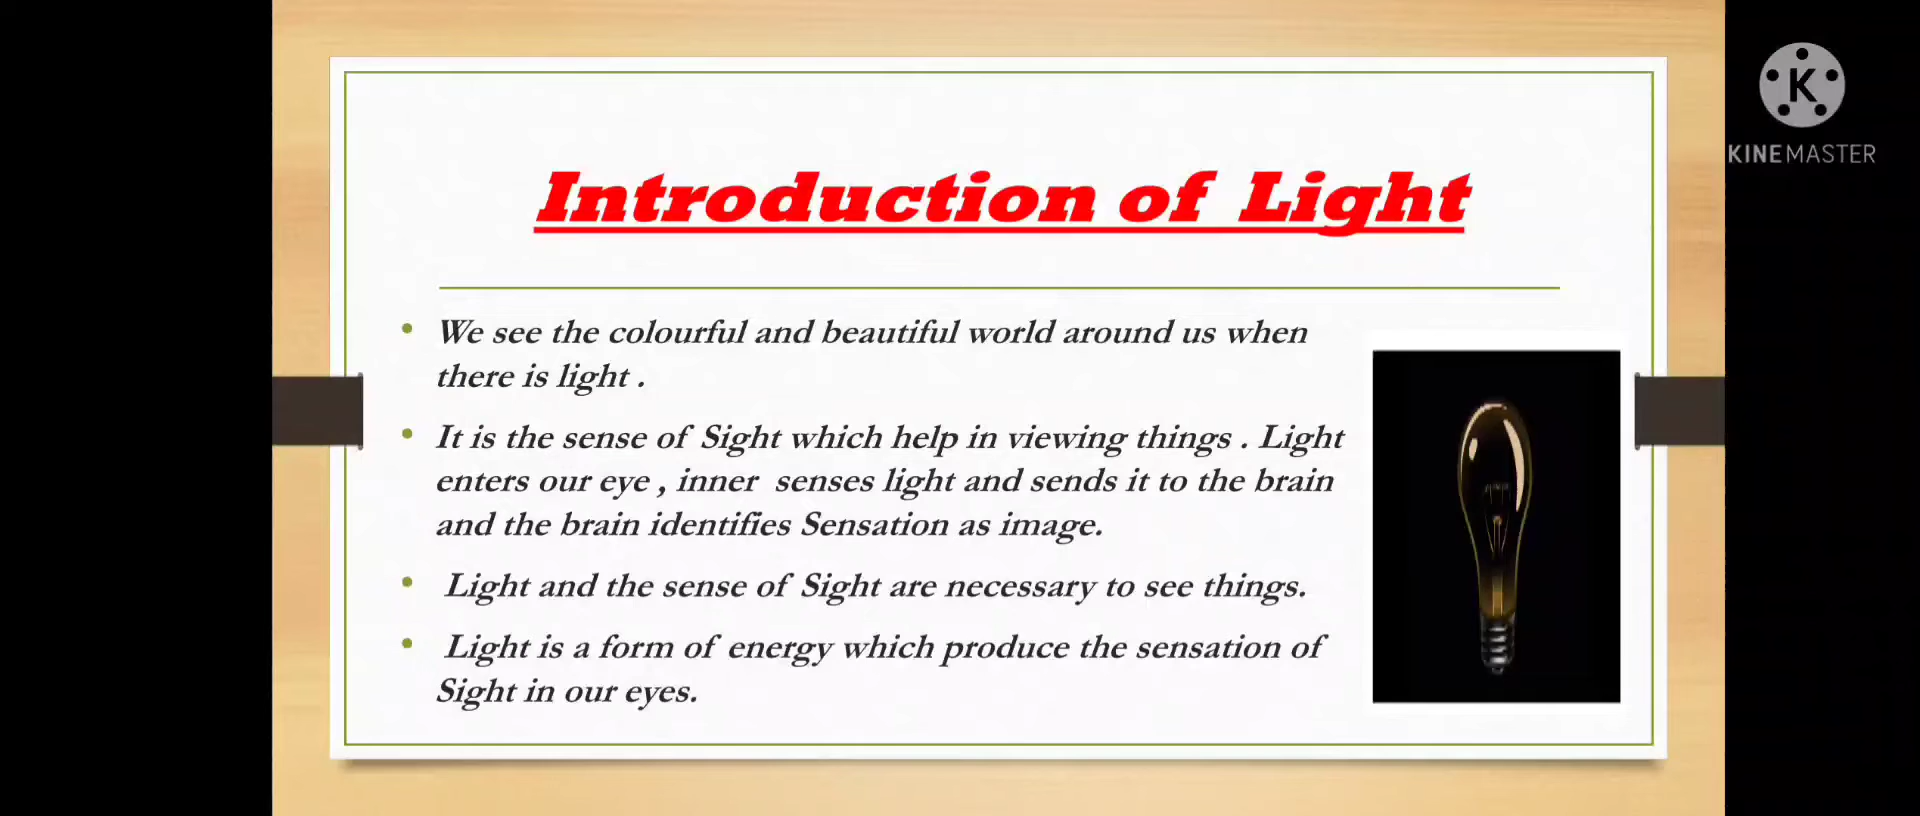 Introduction of Light
We see the colourful and beautiful world around us when
there is light .
It is the sense of Sight which help in viewing things . Light
enters our eye , inner senses light and sends it to the brain
and the brain identifies Sensation as image.
Light and the sense of Sight are necessary to see things.
Light is a form of energy which produce the sensation of
Sight in our eyes.
K
KINEMASTER